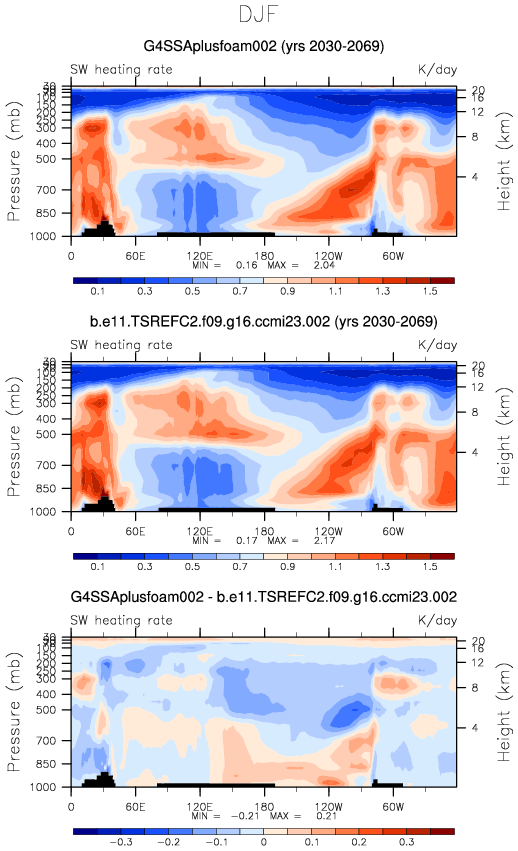 DJF
G4SSAplusfoam002 (yrs 2030-2069)
SW heating rate K/day
Pressure (mb)
30
100
150
200
250
300
400
500
700
850
1000
20
16
12
8
4
Height (km)
0 60E 120E 180 120W 60W
MIN = 0.16 MAX = 2.04
0.1 0.3 0.5 0.7 0.9 1.1 1.3 1.5
b.e11.TSREFC2.f09.g16.ccmi23.002 (yrs 2030-2069)
SW heating rate K/day
Pressure (mb)
30
100
150
200
250
300
400
500
700
850
1000
20
16
12
8
4
Height (km)
0 60E 120E 180 120W 60W
MIN = 0.17 MAX = 2.17
0.1 0.3 0.5 0.7 0.9 1.1 1.3 1.5
G4SSAplusfoam002 - b.e11.TSREFC2.f09.g16.ccmi23.002
SW heating rate K/day
Pressure (mb)
30
100
150
200
250
300
400
500
700
850
1000
20
16
12
8
4
Height (km)
0 60E 120E 180 120W 60W
MIN = -0.21 MAX = 0.21
-0.3 -0.2 -0.1 0 0.1 0.2 0.3